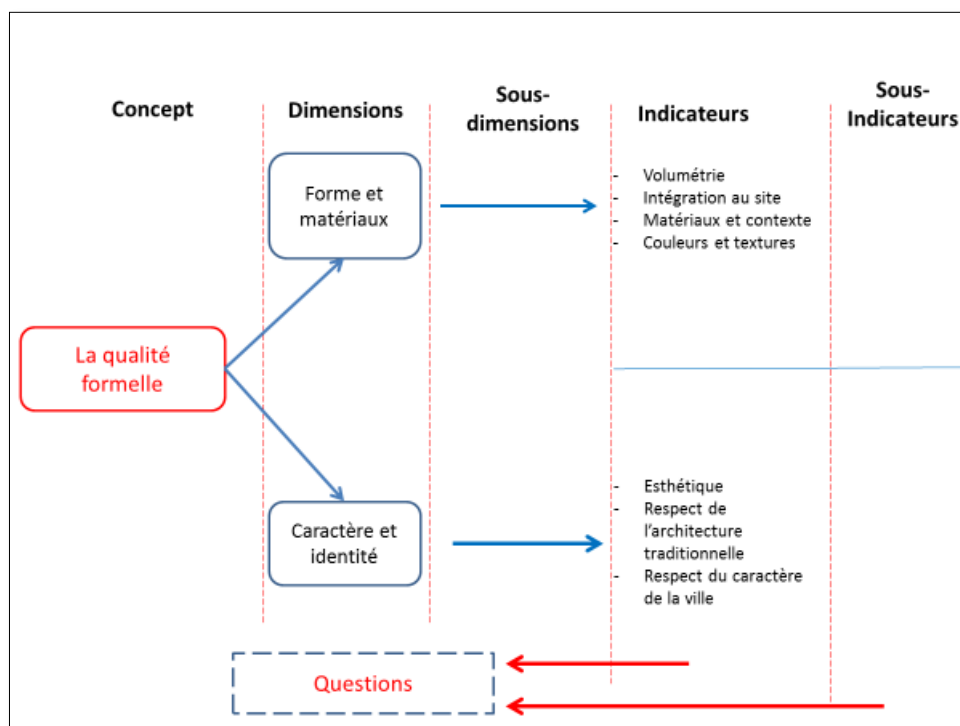 Concept
Dimensions
Sous-
dimensions
Indicateurs
Sous-
Indicateurs
Forme et
matériaux
- Volumétrie
- Intégration au site
- Matériaux et contexte
- Couleurs et textures
La qualité
formelle
Caractère et
identité
- Esthétique
- Respect de
l’architecture
traditionnelle
- Respect du caractère
de la ville
Questions